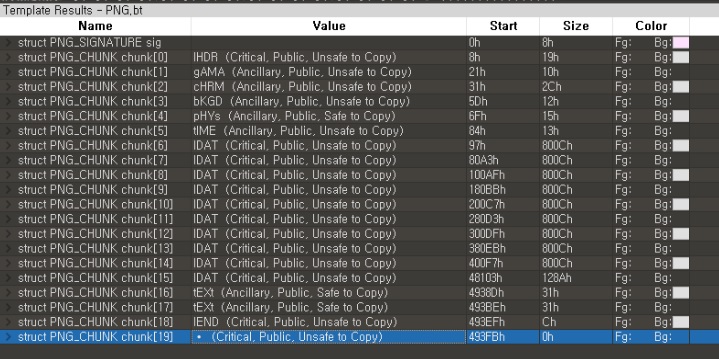 Template Results - PNG.bt
Name Value Start Size Color
struct PNG_SIGNATURE sig 0h 8h Fg: Bg:
struct PNG_CHUNK chunk[0] IHDR (Critical, Public, Unsafe to Copy) 8h 19h Fg: Bg:
struct PNG_CHUNK chunk[1] gAMA (Ancillary, Public, Unsafe to Copy) 21h 10h Fg: Bg:
struct PNG_CHUNK chunk[2] cHRM (Ancillary, Public, Unsafe to Copy) 31h 2Ch Fg: Bg:
struct PNG_CHUNK chunk[3] bKGD (Ancillary, Public, Unsafe to Copy) 5Dh 12h Fg: Bg:
struct PNG_CHUNK chunk[4] pHYs (Ancillary, Public, Safe to Copy) 6Fh 15h Fg: Bg:
struct PNG_CHUNK chunk[5] tIME (Ancillary, Public, Unsafe to Copy) 84h 13h Fg: Bg:
struct PNG_CHUNK chunk[6] IDAT (Critical, Public, Unsafe to Copy) 97h 800Ch Fg: Bg:
struct PNG_CHUNK chunk[7] IDAT (Critical, Public, Unsafe to Copy) 80A3h 800Ch Fg: Bg:
struct PNG_CHUNK chunk[8] IDAT (Critical, Public, Unsafe to Copy) 100AFh 800Ch Fg: Bg:
struct PNG_CHUNK chunk[9] IDAT (Critical, Public, Unsafe to Copy) 180BBh 800Ch Fg: Bg:
struct PNG_CHUNK chunk[10] IDAT (Critical, Public, Unsafe to Copy) 200C7h 800Ch Fg: Bg:
struct PNG_CHUNK chunk[11] IDAT (Critical, Public, Unsafe to Copy) 280D3h 800Ch Fg: Bg:
struct PNG_CHUNK chunk[12] IDAT (Critical, Public, Unsafe to Copy) 300DFh 800Ch Fg: Bg:
struct PNG_CHUNK chunk[13] IDAT (Critical, Public, Unsafe to Copy) 380EBh 800Ch Fg: Bg:
struct PNG_CHUNK chunk[14] IDAT (Critical, Public, Unsafe to Copy) 400F7h 800Ch Fg: Bg:
struct PNG_CHUNK chunk[15] IDAT (Critical, Public, Unsafe to Copy) 48103h 128Ah Fg: Bg:
struct PNG_CHUNK chunk[16] tEXt (Ancillary, Public, Safe to Copy) 4938Dh 31h Fg: Bg:
struct PNG_CHUNK chunk[17] tEXt (Ancillary, Public, Safe to Copy) 493BEh 31h Fg: Bg:
struct PNG_CHUNK chunk[18] IEND (Critical, Public, Unsafe to Copy) 493EFh Ch Fg: Bg:
struct PNG_CHUNK chunk[19] • (Critical, Public, Unsafe to Copy) 493FBh 0h Fg: Bg: